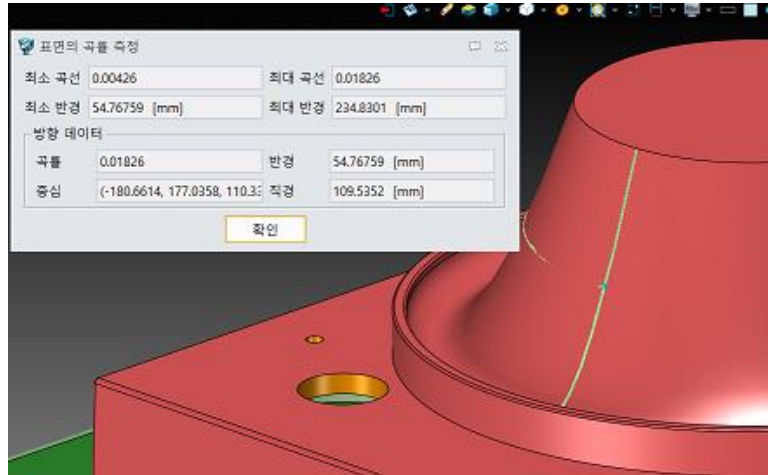 표면의 곡률 측정
최소 곡선 0.00426 최대 곡선 0.01826
최소 반경 54.76759 [mm] 최대 반경 234.8301 [mm]
방향 데이터
곡률 0.01826 반경 54.76759 [mm]
중심 (-180.6614, 177.0358, 110.33 직경 109.5352 [mm]
확인